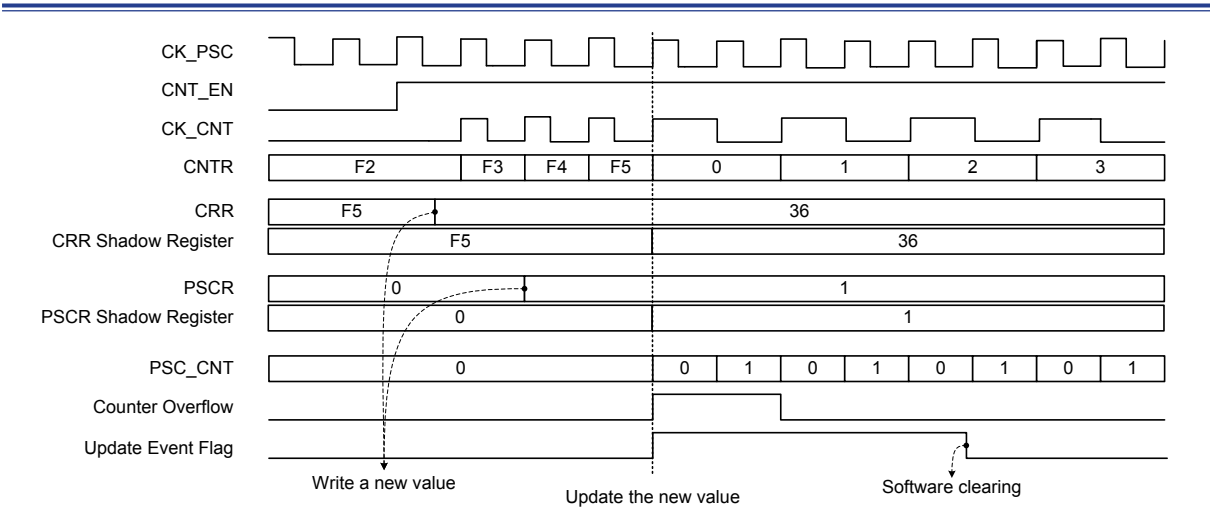 CK_PSC
CNT_EN
CK_CNT
CNTR F2 F3 F4 F5 0 1 2 3
CRR F5 36
CRR Shadow Register F5 36
PSCR 0 1
PSCR Shadow Register 0 1
PSC_CNT 0 0 1 0 1 0 1 0 1
Counter Overflow
Update Event Flag
Write a new value
Update the new value
Software clearing